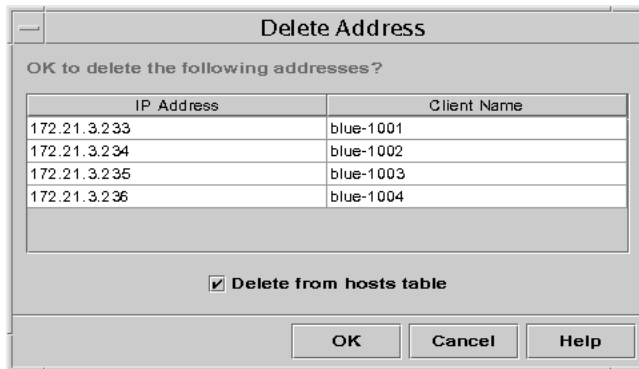 Delete Address
OK to delete the following addresses?
IP Address Client Name
172.21.3.233 blue-1001
172.21.3.234 blue-1002
172.21.3.235 blue-1003
172.21.3.236 blue-1004
Delete from hosts table
OK Cancel Help